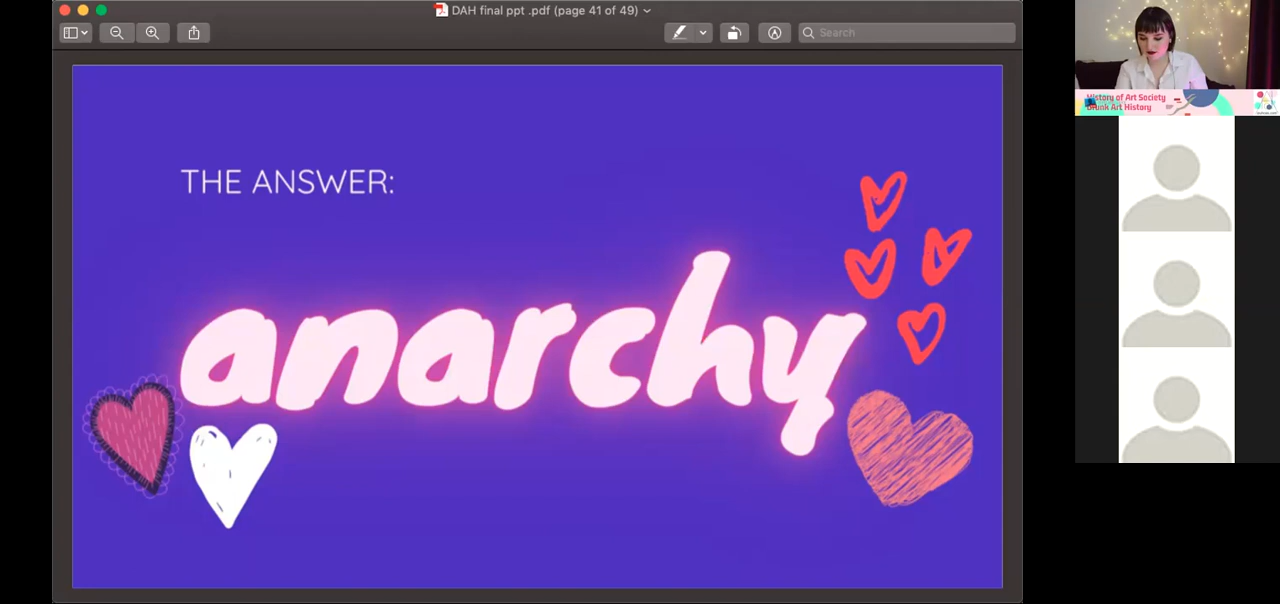 DAH final ppt .pdf (page 41 of 49)
Search
THE ANSWER:
anarchy
History of Art Society
Drunk Art History